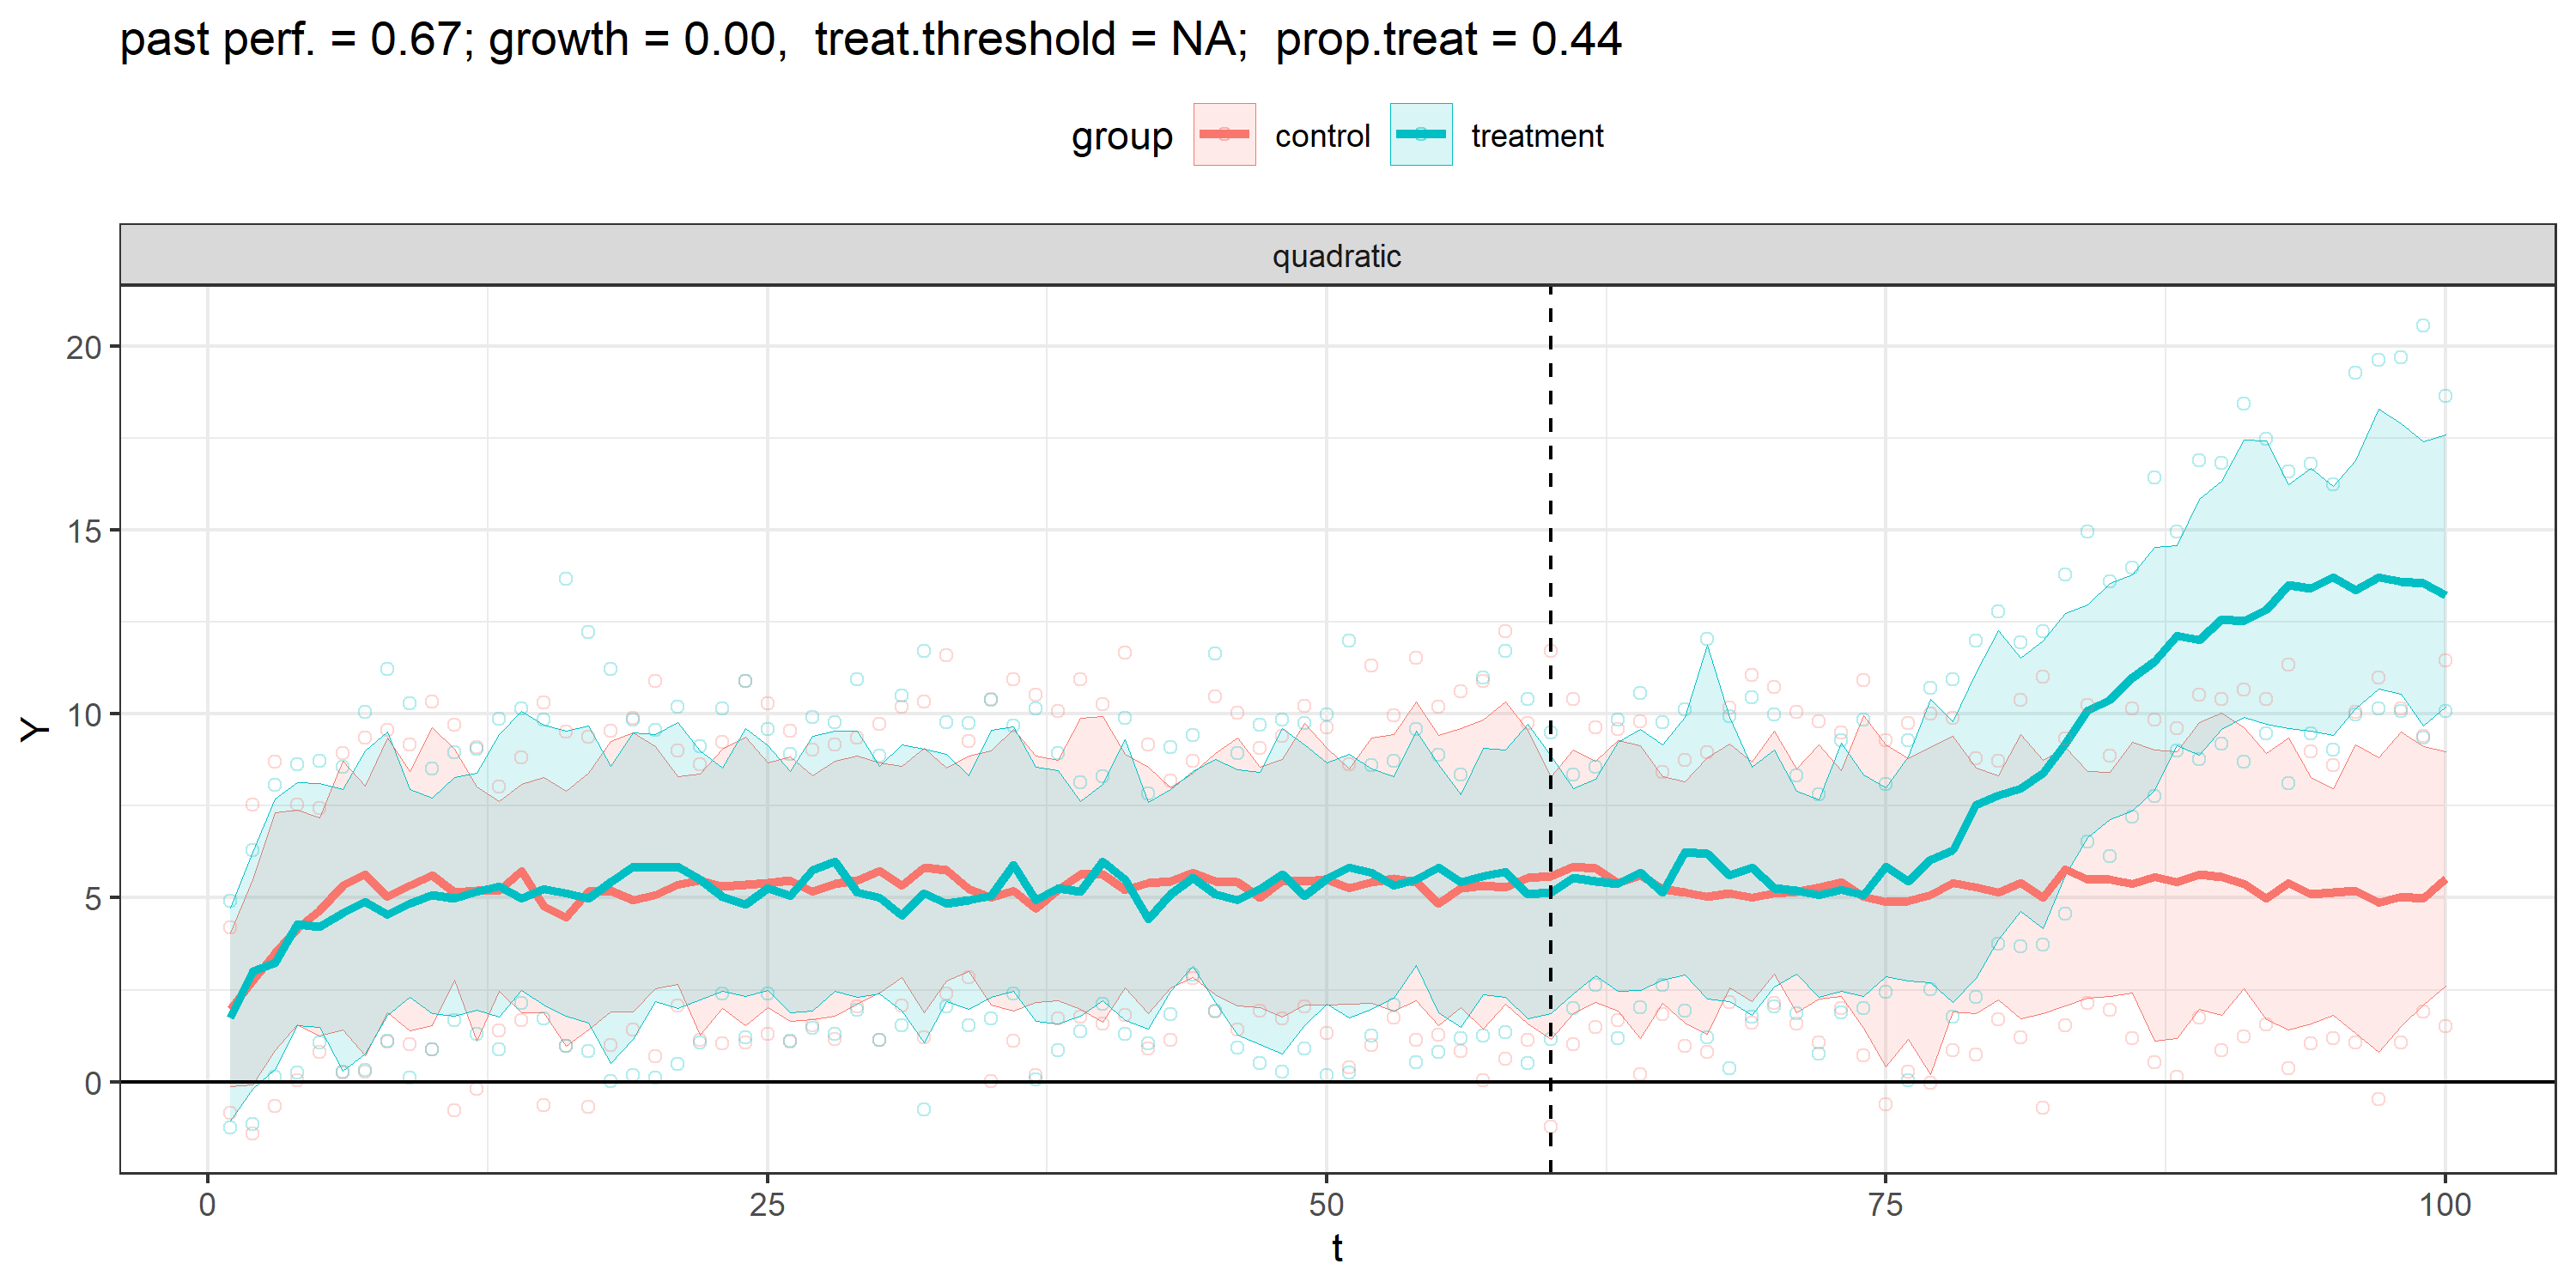 past perf. = 0.67; growth = 0.00,  treat.threshold = NA;  prop.treat = 0.44
group control treatment
quadratic
20
15
10
5
0
Y
0 25 50 75 100
t